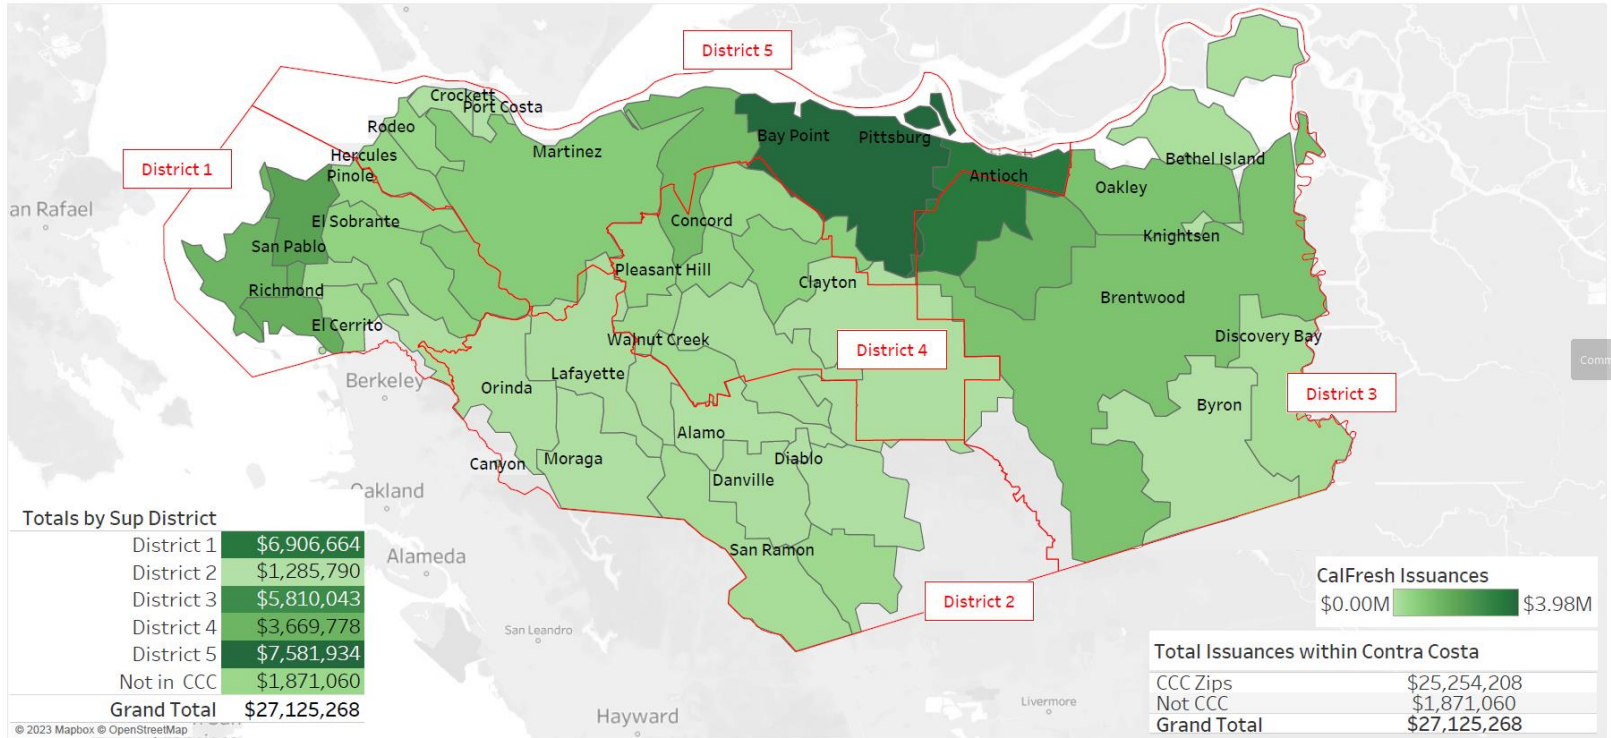 District 5
Crockett
Port Costa
Rodeo
Martinez
Bay Point
Pittsburg
Hercules
Pinole
District 1
Antioch
Bethel Island
Oakley
an Rafael
El Sobrante
Concord
San Pablo
Knightsen
Pleasant Hill
Clayton
Richmond
Brentwood
El Cerrito
Walnut Creek
Discovery Bay
District 4
Comm
Berkeley
Orinda
Lafayette
District 3
Byron
Alamo
Canyon
Moraga
Diablo
Danville
Oakland
Totals by Sup District
District 1 $6,906,664
District 2 $1,285,790
District 3 $5,810,043
District 4 $3,669,778
District 5 $7,581,934
Not in CCC $1,871,060
Grand Total $27,125,268
© 2023 Mapbox © OpenStreetMap
San Ramon
Alameda
District 2
San Leandro
CalFresh Issuances
$0.00M $3.98M
Total Issuances within Contra Costa
CCC Zips $25,254,208
Not CCC $1,871,060
Grand Total $27,125,268
Livermore
Hayward